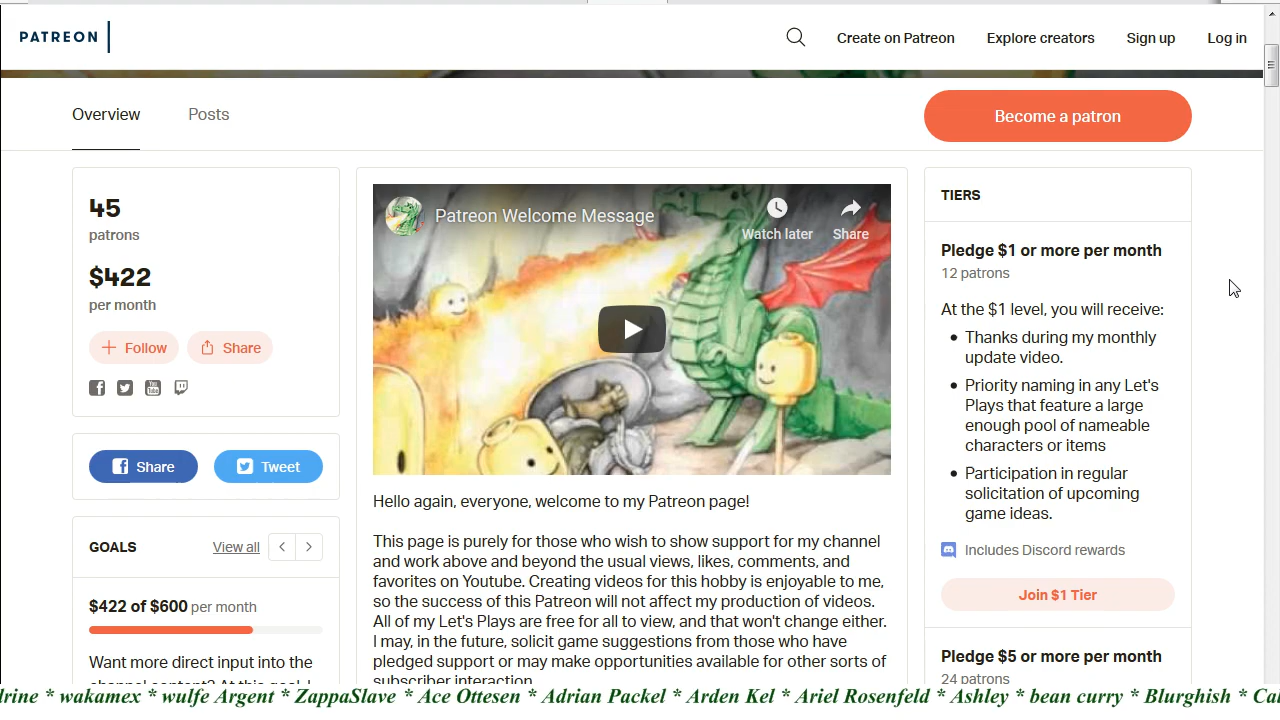 PATREON
Create on Patreon
Explore creators
Sign up
Log in
Overview
Posts
Become a patron
45
patrons
$422
per month
Follow
Share
Share
Tweet
GOALS
View all
$422 of $600 per month
Want more direct input into the
Patreon Welcome Message
Watch later
Share
Hello again, everyone, welcome to my Patreon page!
This page is purely for those who wish to show support for my channel
and work above and beyond the usual views, likes, comments, and
favorites on Youtube. Creating videos for this hobby is enjoyable to me,
so the success of this Patreon will not affect my production of videos.
All of my Let's Plays are free for all to view, and that won't change either.
I may, in the future, solicit game suggestions from those who have
pledged support or may make opportunities available for other sorts of
subscriber interaction.
TIERS
Pledge $1 or more per month
12 patrons
At the $1 level, you will receive:
Thanks during my monthly
update video.
Priority naming in any Let's
Plays that feature a large
enough pool of nameable
characters or items
Participation in regular
solicitation of upcoming
game ideas.
Includes Discord rewards
Join $1 Tier
Pledge $5 or more per month
24 patrons
* wakamex * wulfe Argent * ZappaSlave * Ace Ottesen * Adrian Packel * Arden Kel * Ariel Rosenfeld * Ashley * bean curry * Blurghish *